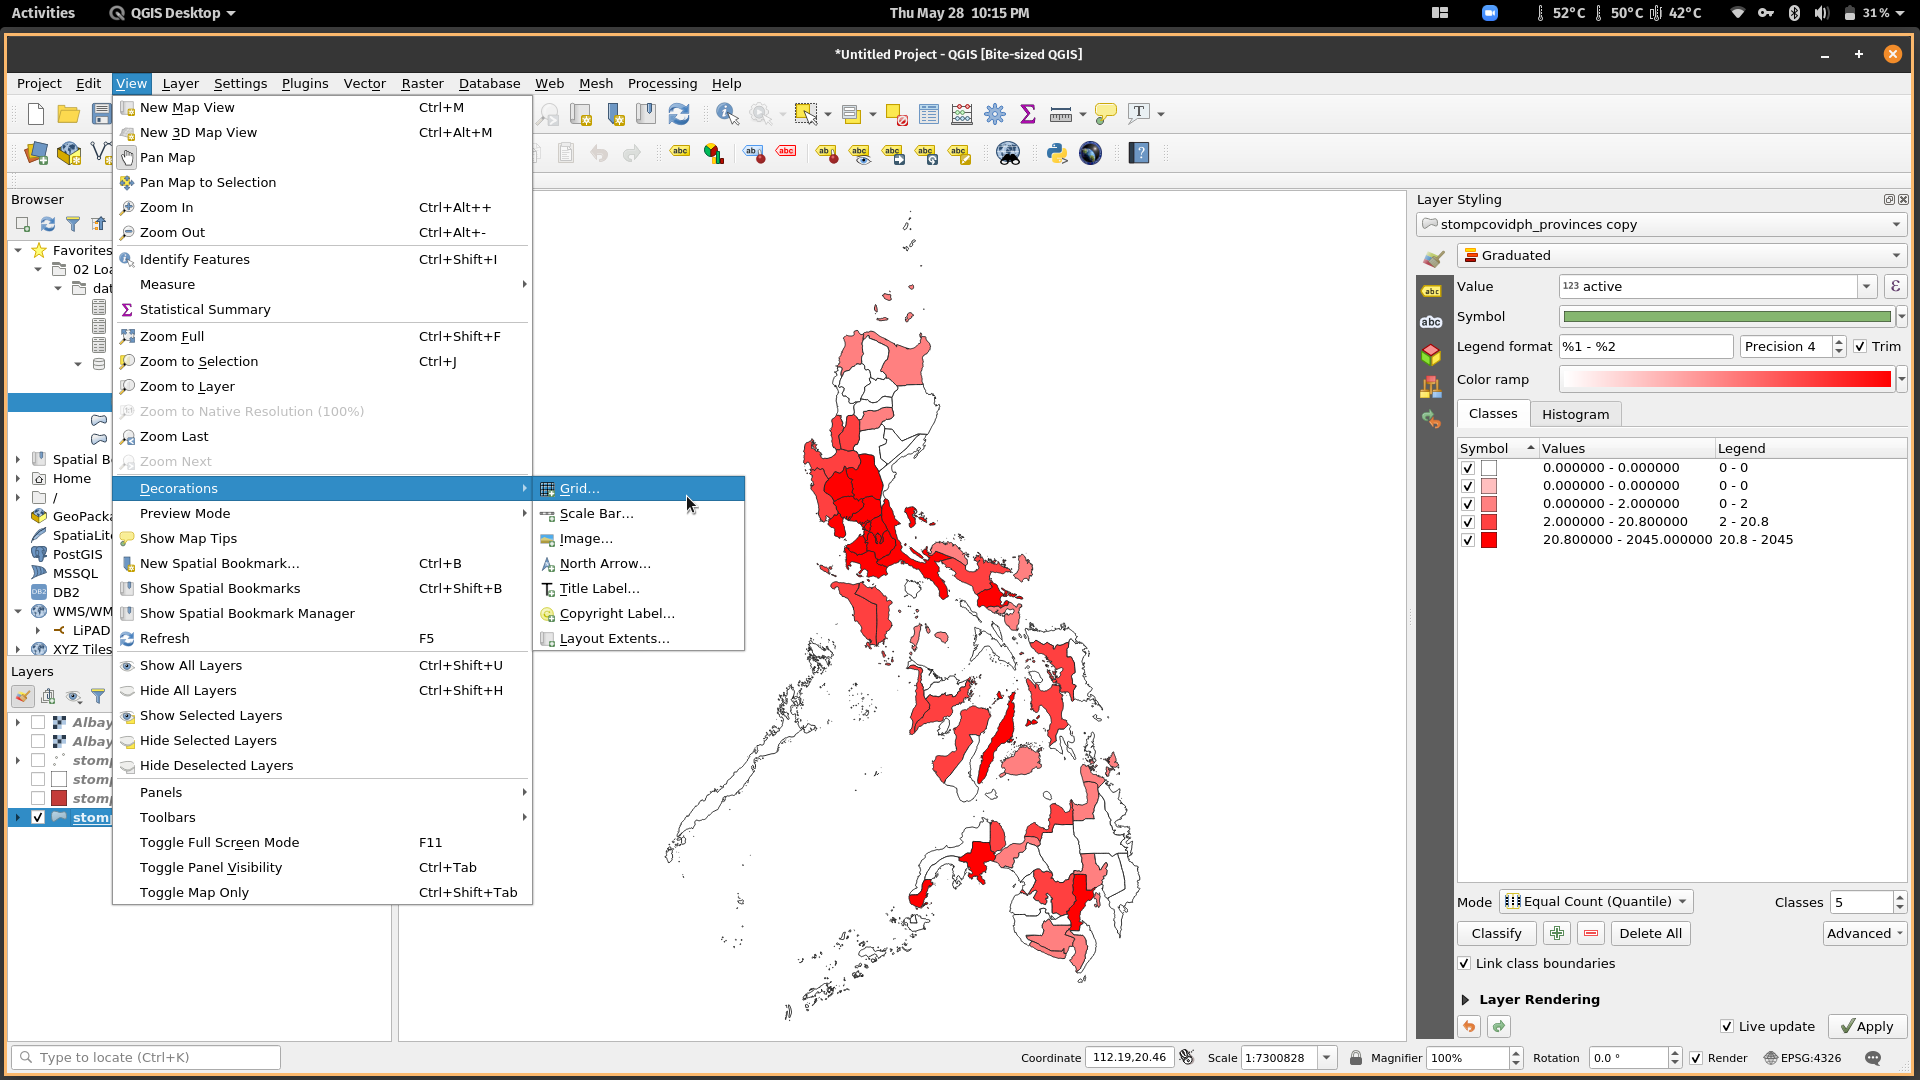 Activities QGIS Desktop Thu May 28 10:15 PM 52°C 50°C 42°C 31 %
*Untitled Project - QGIS [Bite-sized QGIS]
Project Edit View Layer Settings Plugins Vector Raster Database Web Mesh Processing Help
New Map View Ctrl+M
New 3D Map View Ctrl+Alt+M
Pan Map
Pan Map to Selection
Zoom In Ctrl+Alt++
Zoom Out Ctrl+Alt+-
Identify Features Ctrl+Shift+I
Measure
Statistical Summary
Zoom Full Ctrl+Shift+F
Zoom to Selection Ctrl+J
Zoom to Layer
Zoom to Native Resolution (100%)
Zoom Last
Zoom Next
Decorations
Preview Mode
Show Map Tips
New Spatial Bookmark... Ctrl+B
Show Spatial Bookmarks Ctrl+Shift+B
Show Spatial Bookmark Manager
Refresh F5
Show All Layers Ctrl+Shift+U
Hide All Layers Ctrl+Shift+H
Show Selected Layers
Hide Selected Layers
Hide Deselected Layers
Panels
Toolbars
Toggle Full Screen Mode F11
Toggle Panel Visibility Ctrl+Tab
Toggle Map Only Ctrl+Shift+Tab
Grid...
Scale Bar...
Image...
North Arrow...
Title Label...
Copyright Label...
Layout Extents...
Browser
Favorites
02 Loa
dat
Spatial B
Home
/
GeoPacka
SpatiaLite
PostGIS
MSSQL
DB2
WMS/WM
LiPAD
XYZ Tiles
Layers
Albay
Albay
stom
stom
stom
stom
Layer Styling
stompcovidph_provinces copy
Graduated
Value 123 active
Symbol
Legend format %1 - %2 Precision 4 Trim
Color ramp
Classes Histogram
Symbol Values Legend
0.000000 - 0.000000 0 - 0
0.000000 - 0.000000 0 - 0
0.000000 - 2.000000 0 - 2
2.000000 - 20.800000 2 - 20.8
20.800000 - 2045.000000 20.8 - 2045
Mode Equal Count (Quantile) Classes 5
Classify Delete All Advanced
Link class boundaries
Layer Rendering
Live update Apply
Type to locate (Ctrl+K) Coordinate 112.19,20.46 Scale 1:7300828 Magnifier 100% Rotation 0.0 ° Render EPSG:4326